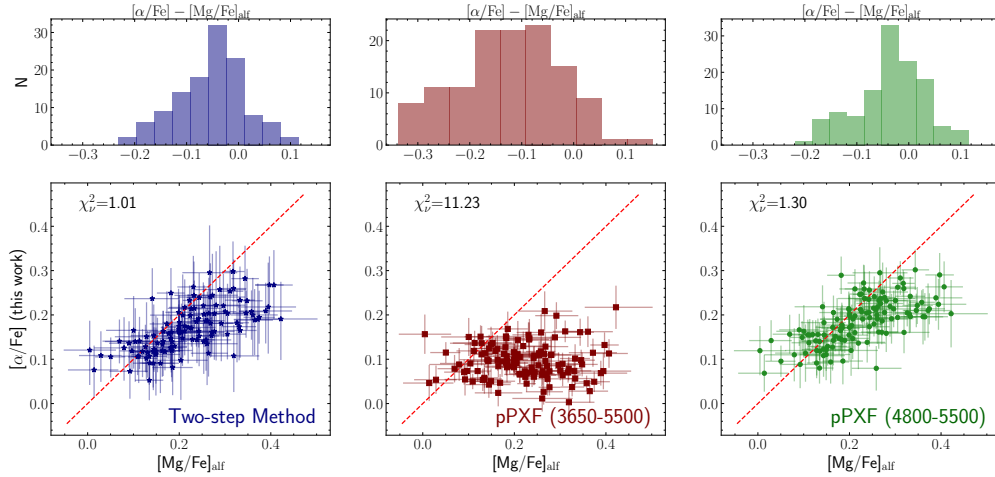 [α/Fe] − [Mg/Fe]alf
[α/Fe] − [Mg/Fe]alf
[α/Fe] − [Mg/Fe]alf
N
30
20
10
0
−0.3 −0.2 −0.1 0.0 0.1
20
10
0
−0.3 −0.2 −0.1 0.0 0.1
30
20
10
0
−0.3 −0.2 −0.1 0.0 0.1
[α/Fe] (this work)
0.4
0.3
0.2
0.1
0.0
χ²ν=1.01
Two-step Method
0.0 0.2 0.4
[Mg/Fe]alf
0.4
0.3
0.2
0.1
0.0
χ²ν=11.23
pPXF (3650-5500)
0.0 0.2 0.4
[Mg/Fe]alf
0.4
0.3
0.2
0.1
0.0
χ²ν=1.30
pPXF (4800-5500)
0.0 0.2 0.4
[Mg/Fe]alf